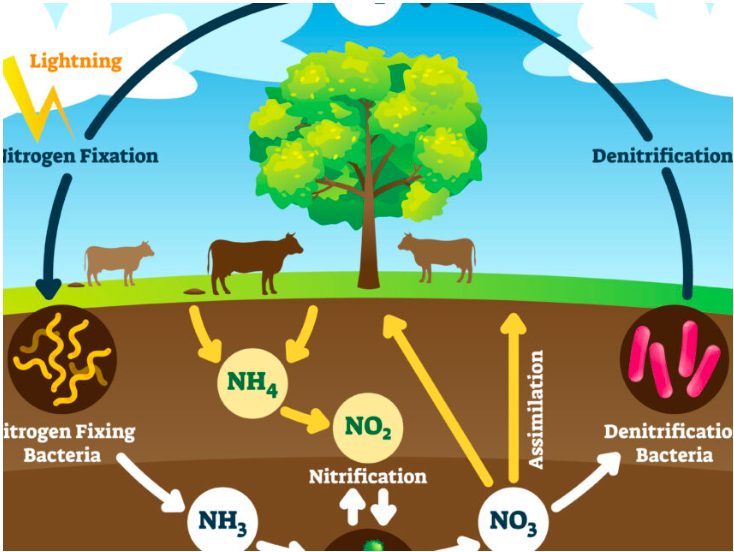 Lightning
itrogen Fixation
Denitrification
NH4
NO2
Nitrification
Assimilation
itrogen Fixing
Bacteria
Denitrificatio
Bacteria
NH3
NO3